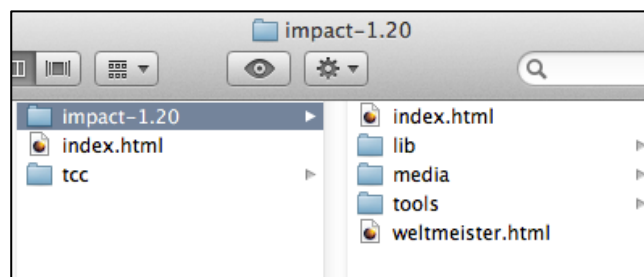 impact-1.20
impact-1.20
index.html
tcc
index.html
lib
media
tools
weltmeister.html